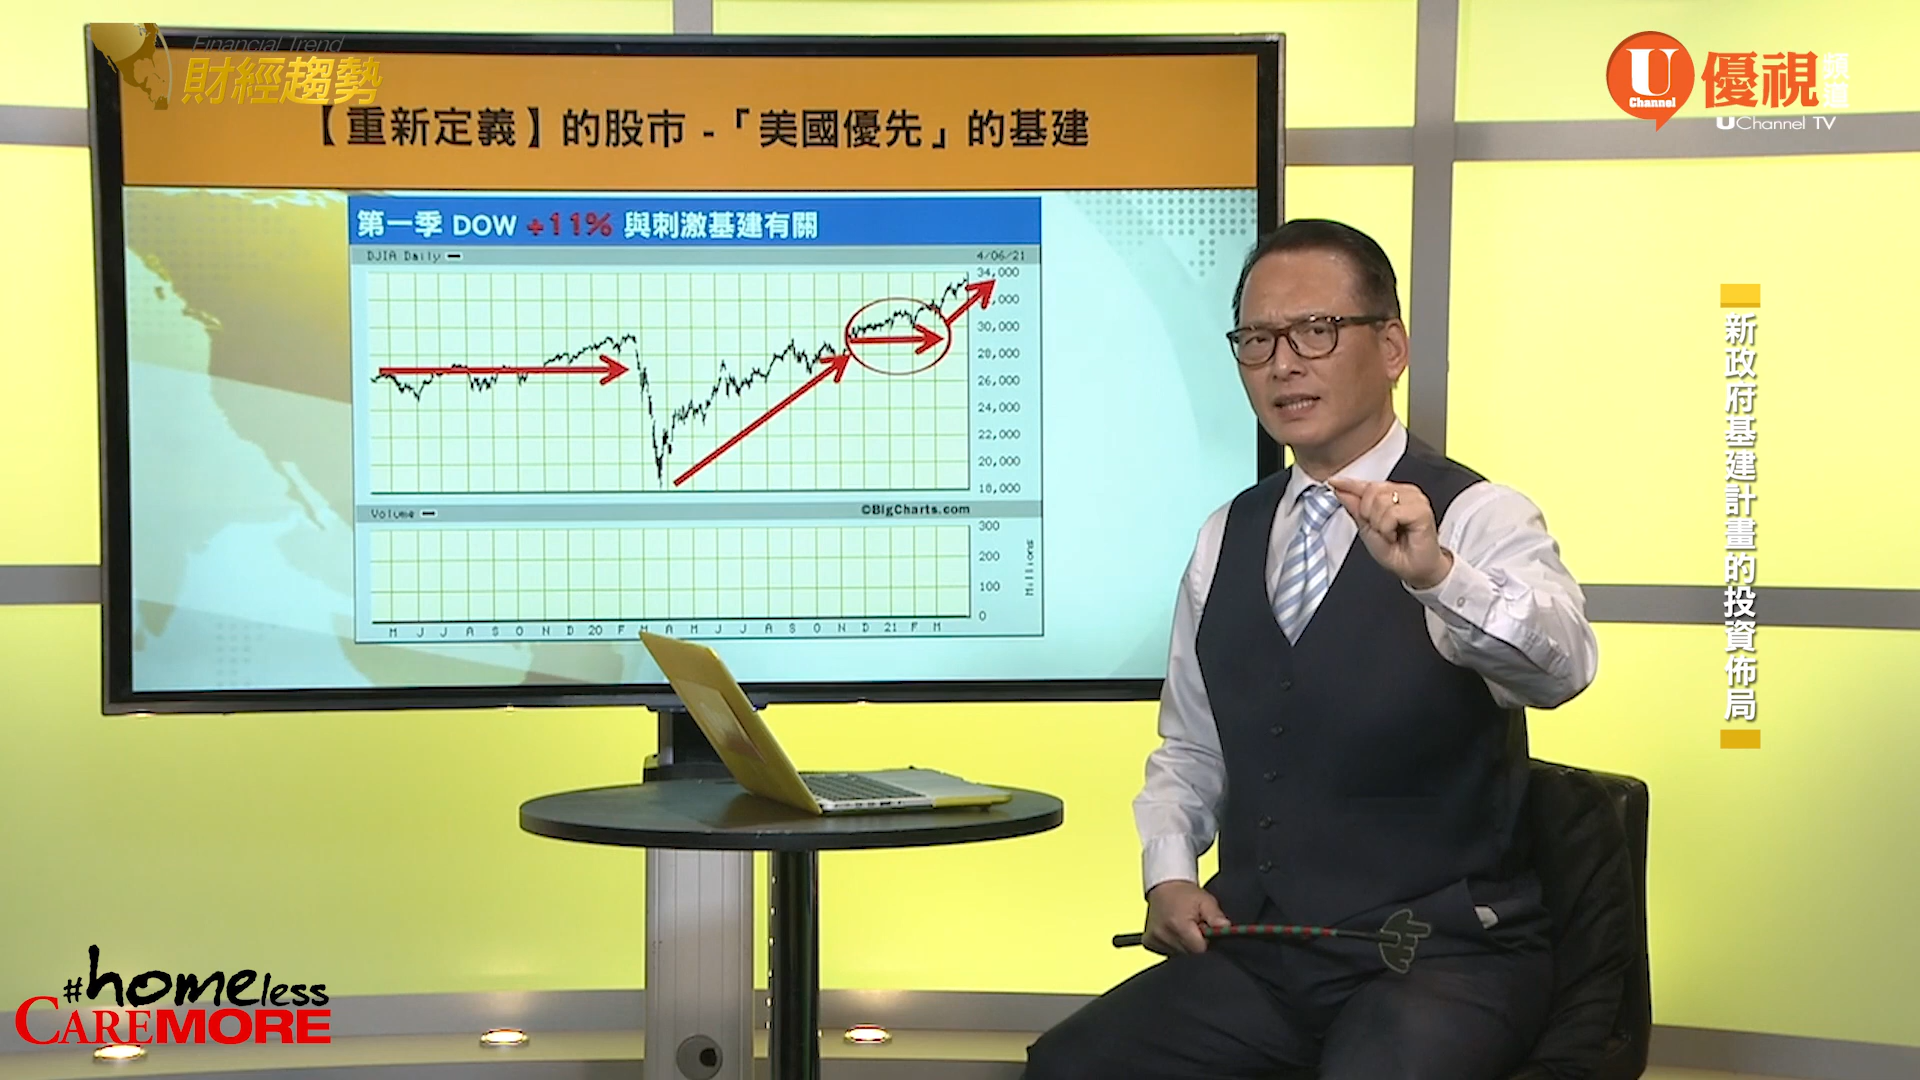 Financial Trend
財經趨勢
【重新定義】的股市 -「美國優先」的基建
第一季 DOW +11% 與刺激基建有關
DJIA Daily
4/06/21
34,000
,000
30,000
28,000
26,000
24,000
22,000
20,000
18,000
Volume
©BigCharts.com
300
200
100
0
Millions
M J J A S O N D 20 F M A M J J A S O N D 21 F M
U
Channel
優視
頻道
UChannel TV
新政府基建計畫的投資佈局
#homeless
CAREMORE